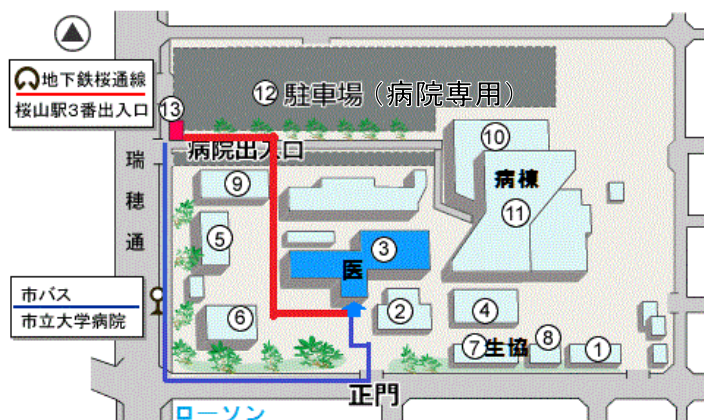 地下鉄桜通線
桜山駅3番出入口
⑬
⑫ 駐車場(病院専用)
病院出入口
瑞穂通
⑩
病棟
⑪
⑨
⑤
③
医
市バス
市立大学病院
⑥
②
④
⑦ 生協
⑧
①
正門
ローソン